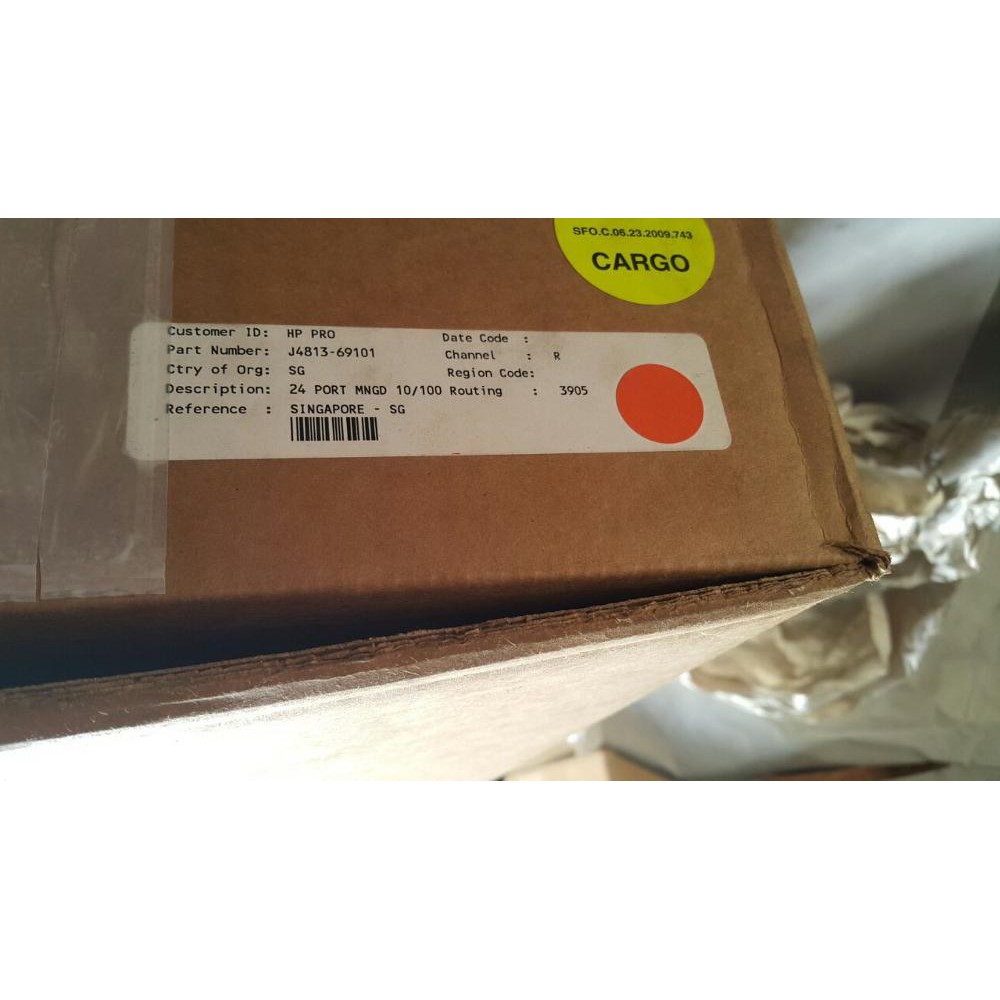 SFO.C.06.23.2009.743
CARGO
Customer ID: HP PRO Date Code :
Part Number: J4813-69101 Channel : R
Ctry of Org: SG Region Code:
Description: 24 PORT MNGD 10/100 Routing : 3905
Reference : SINGAPORE - SG